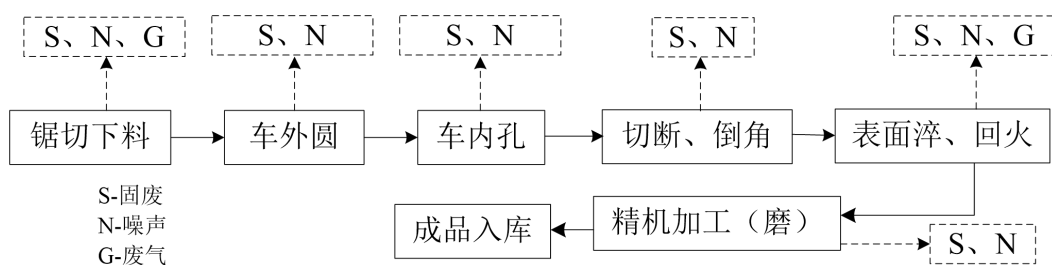 S、N、G
S、N
S、N
S、N
S、N、G
锯切下料
车外圆
车内孔
切断、倒角
表面淬、回火
S-固废
N-噪声
G-废气
成品入库
精机加工（磨）
S、N